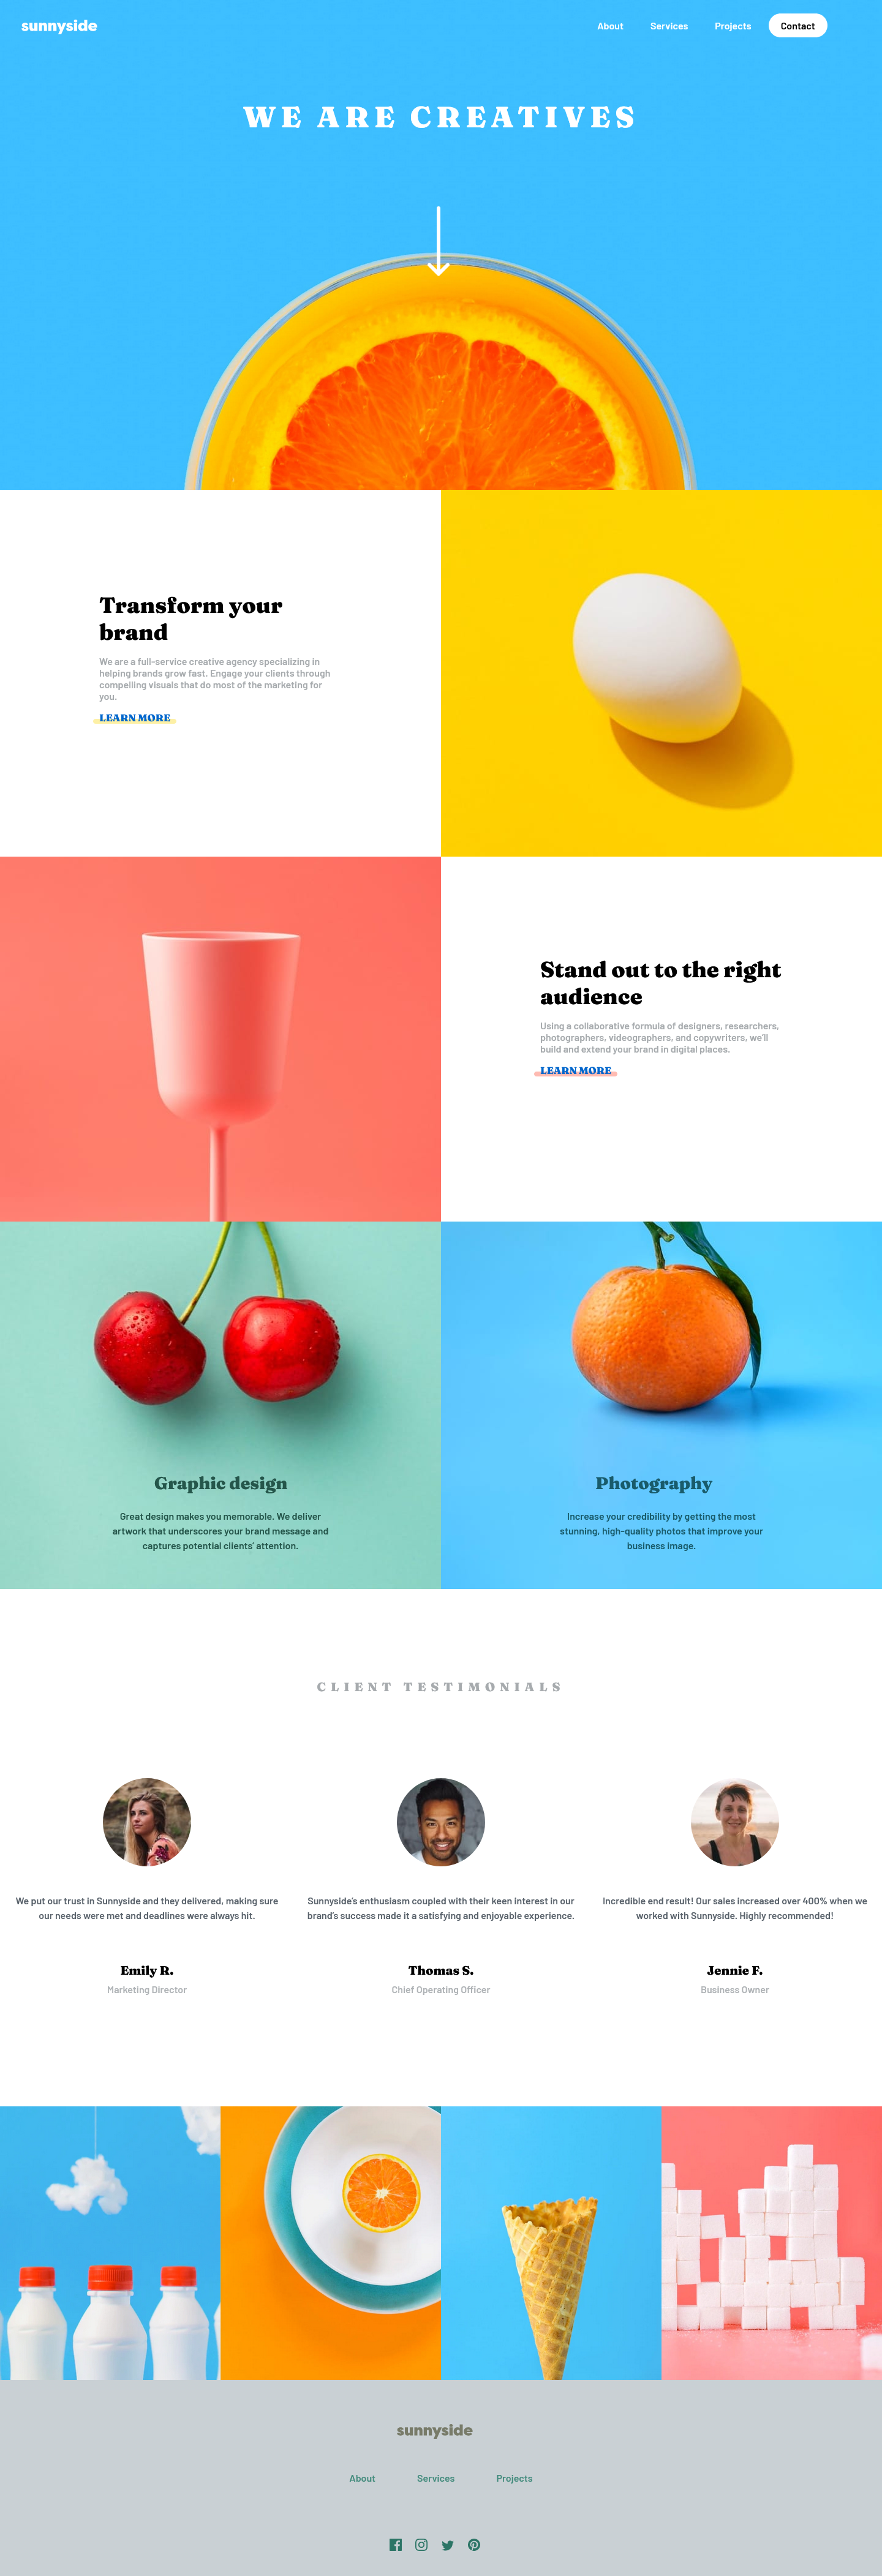 sunnyside
About Services Projects Contact
WE ARE CREATIVES
Transform your
brand
We are a full-service creative agency specializing in
helping brands grow fast. Engage your clients through
compelling visuals that do most of the marketing for
you.
LEARN MORE
Stand out to the right
audience
Using a collaborative formula of designers, researchers,
photographers, videographers, and copywriters, we'll
build and extend your brand in digital places.
LEARN MORE
Graphic design
Great design makes you memorable. We deliver
artwork that underscores your brand message and
captures potential clients' attention.
Photography
Increase your credibility by getting the most
stunning, high-quality photos that improve your
business image.
CLIENT TESTIMONIALS
We put our trust in Sunnyside and they delivered, making sure
our needs were met and deadlines were always hit.
Emily R.
Marketing Director
Sunnyside's enthusiasm coupled with their keen interest in our
brand's success made it a satisfying and enjoyable experience.
Thomas S.
Chief Operating Officer
Incredible end result! Our sales increased over 400% when we
worked with Sunnyside. Highly recommended!
Jennie F.
Business Owner
sunnyside
About Services Projects